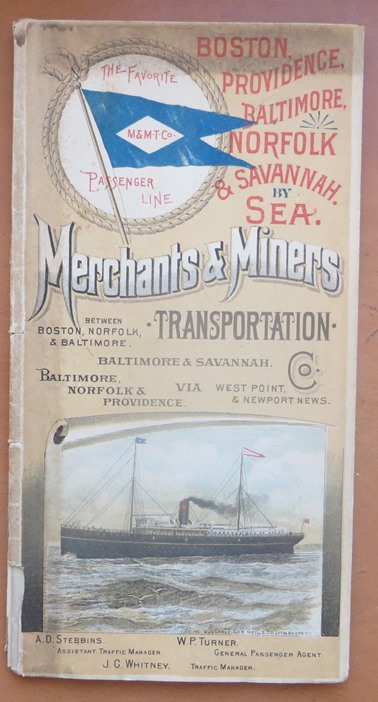 THE FAVORITE
M.&M.T.Co.
PASSENGER
LINE
BOSTON,
PROVIDENCE,
BALTIMORE,
NORFOLK
& SAVANNAH.
BY
SEA.
Merchants & Miners
TRANSPORTATION
Co.
BETWEEN
BOSTON, NORFOLK,
& BALTIMORE.
BALTIMORE & SAVANNAH.
BALTIMORE,
NORFOLK &
PROVIDENCE.
VIA WEST POINT,
& NEWPORT NEWS.
A.D. STEBBINS.
ASSISTANT TRAFFIC MANAGER.
W.P. TURNER.
GENERAL PASSENGER AGENT
J.C. WHITNEY. TRAFFIC MANAGER.